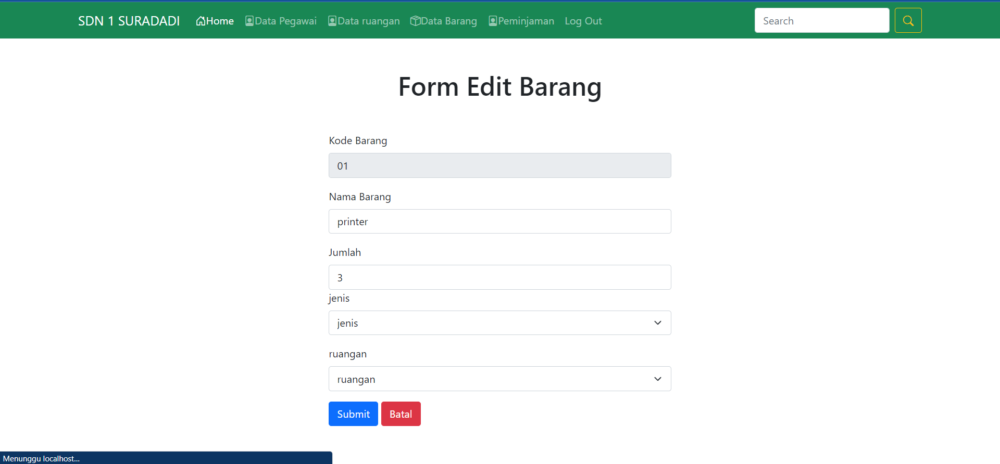 SDN 1 SURADADI Home Data Pegawai Data ruangan Data Barang Peminjaman Log Out Search
Form Edit Barang
Kode Barang
01
Nama Barang
printer
Jumlah
3
jenis
jenis
ruangan
ruangan
Submit Batal
Menunggu localhost...